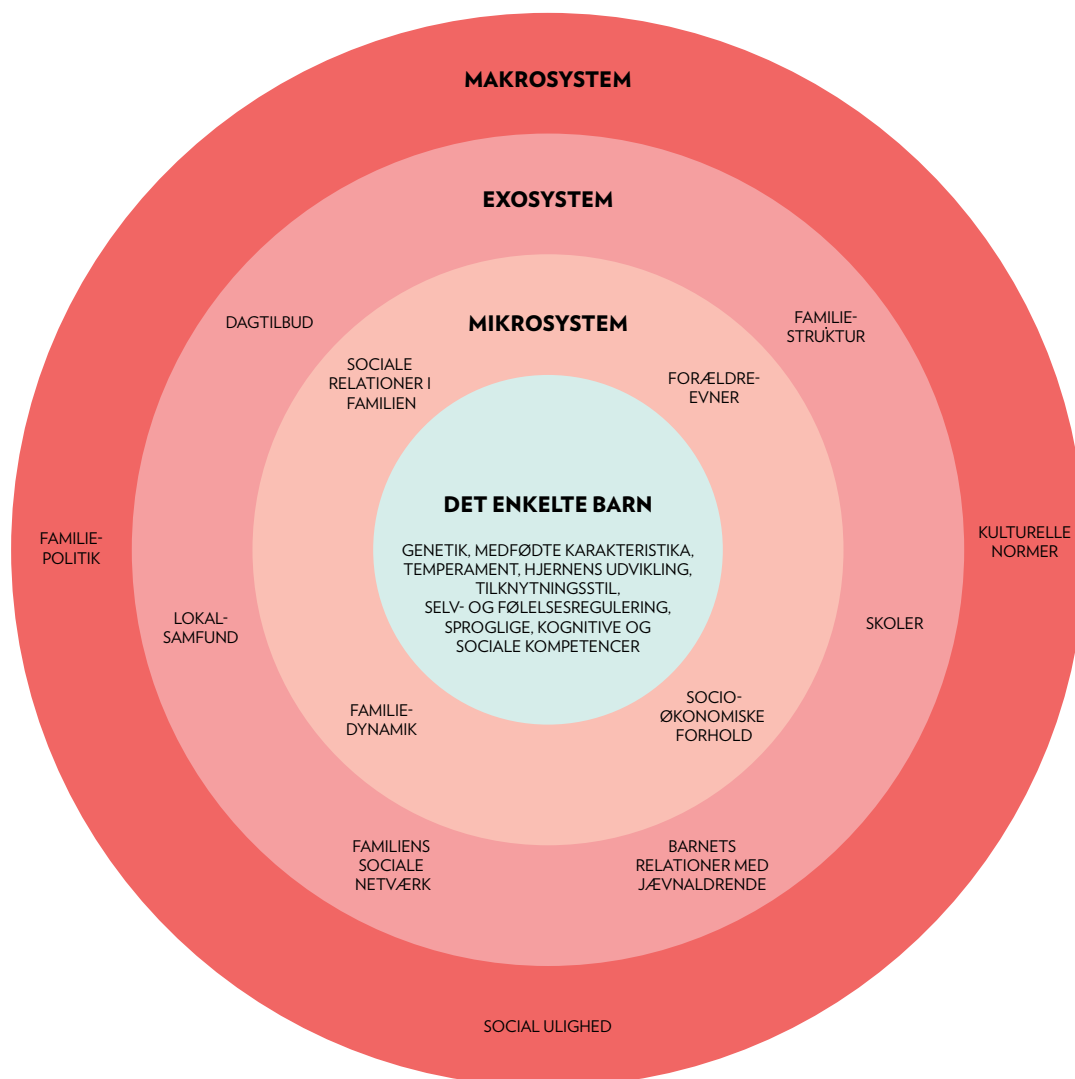 MAKROSYSTEM
EXOSYSTEM
MIKROSYSTEM
DAGTILBUD
FAMILIE-
STRUKTUR
SOCIALE
RELATIONER I
FAMILIEN
FORÆLDRE-
EVNER
DET ENKELTE BARN
GENETIK, MEDFØDTE KARAKTERISTIKA,
TEMPERAMENT, HJERNENS UDVIKLING,
TILKNYTNINGSSTIL,
SELV- OG FØLELSESREGULERING,
SPROGLIGE, KOGNITIVE OG
SOCIALE KOMPETENCER
FAMILIE-
POLITIK
KULTURELLE
NORMER
LOKAL-
SAMFUND
SKOLER
FAMILIE-
DYNAMIK
SOCIO-
ØKONOMISKE
FORHOLD
FAMILIENS
SOCIALE
NETVÆRK
BARNETS
RELATIONER MED
JÆVNALDRENDE
SOCIAL ULIGHED